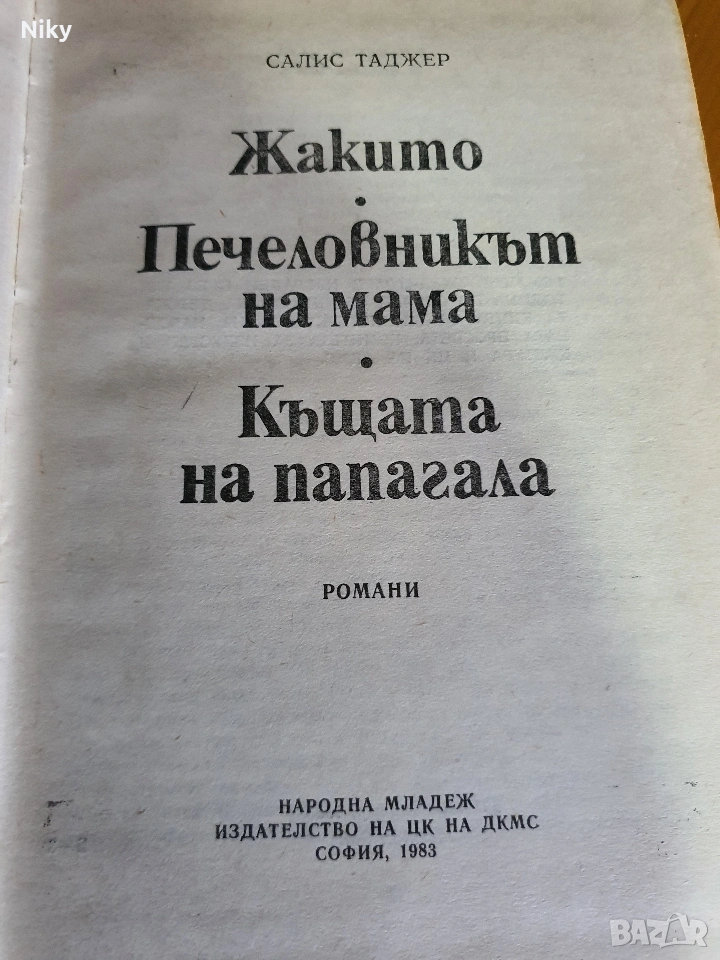 Niky
САЛИС ТАДЖЕР
Жакито
•
Печеловникът
на мама
•
Къщата
на папагала
РОМАНИ
НАРОДНА МЛАДЕЖ
ИЗДАТЕЛСТВО НА ЦК НА ДКМС
СОФИЯ, 1983
BAZAR